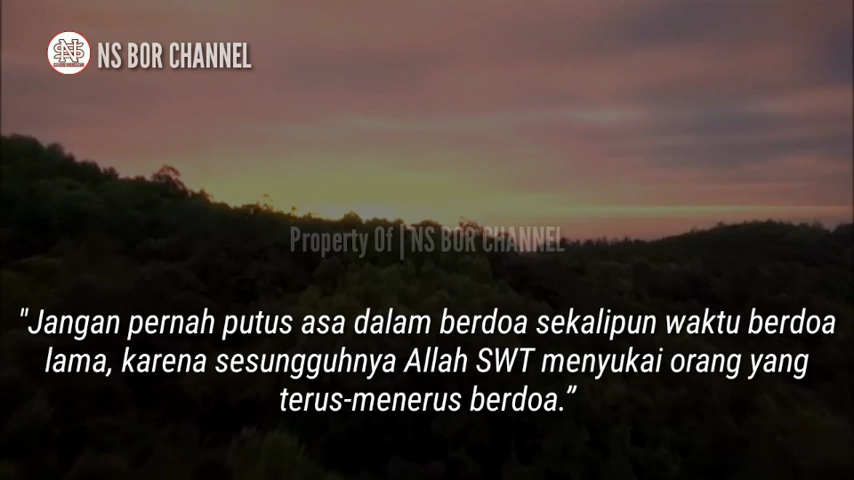 NS BOR CHANNEL
Property Of | NS BOR CHANNEL
"Jangan pernah putus asa dalam berdoa sekalipun waktu berdoa
lama, karena sesungguhnya Allah SWT menyukai orang yang
terus-menerus berdoa.”